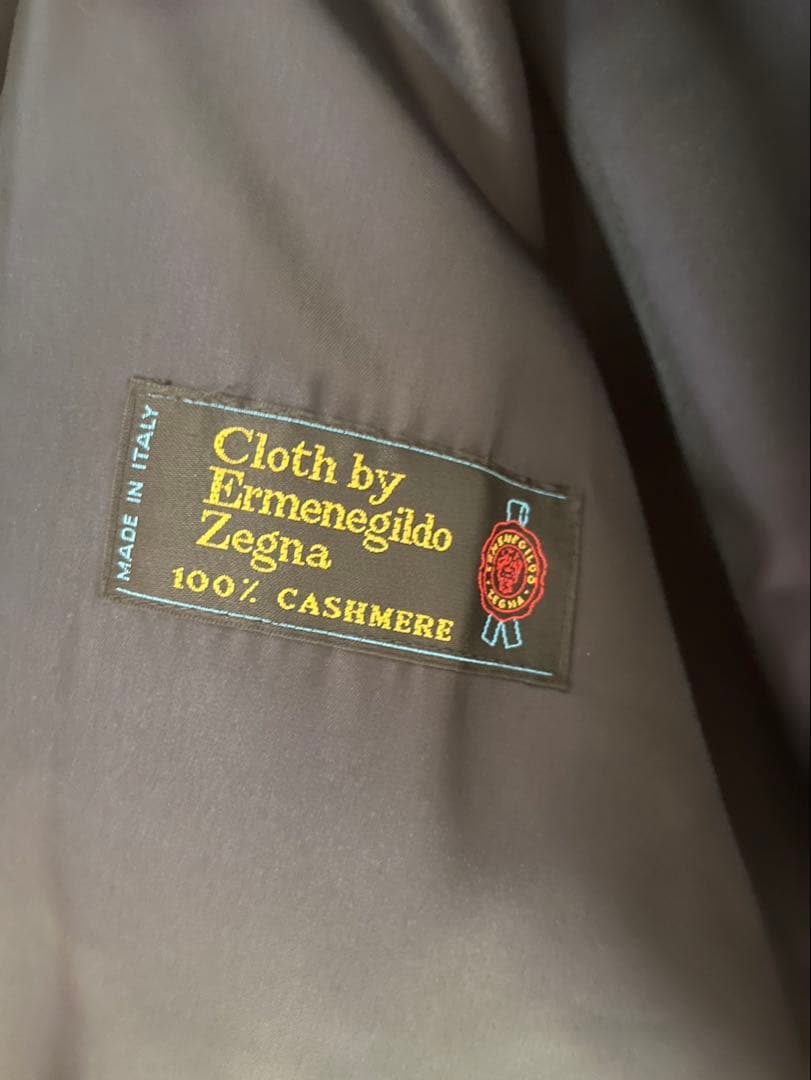 MADE IN ITALY
Cloth by
Ermenegildo
Zegna
100% CASHMERE
ERMENEGILDO
ZEGNA